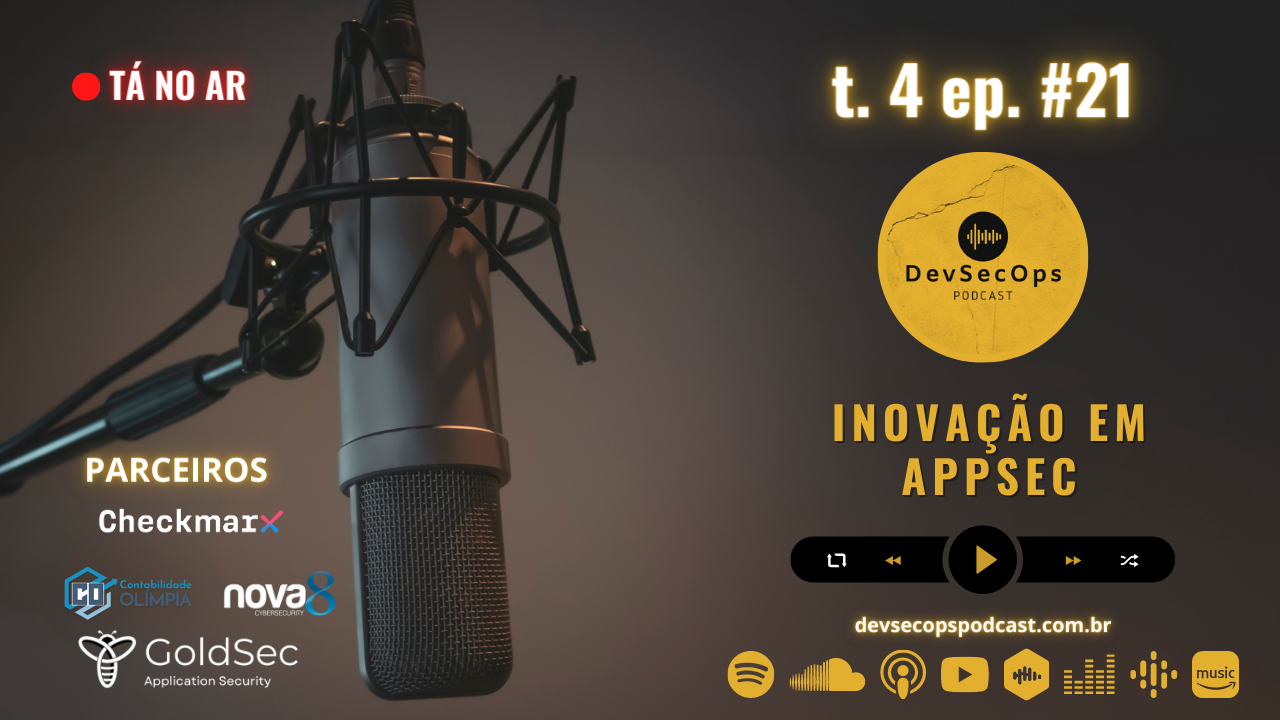 TÁ NO AR
t. 4 ep. #21
DevSecOps
PODCAST
INOVAÇÃO EM
APPSEC
devsecopspodcast.com.br
music
PARCEIROS
Checkmarx
CO
Contabilidade
OLÍMPIA
nova8
CYBERSECURITY
GoldSec
Application Security